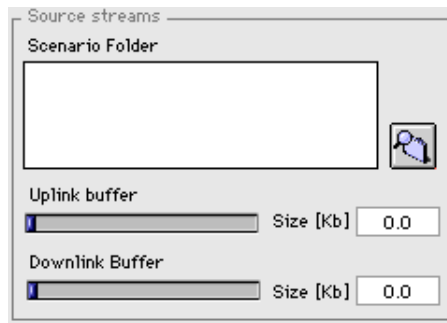 Source streams
Scenario Folder
Uplink buffer
Size [Kb] 0.0
Downlink Buffer
Size [Kb] 0.0